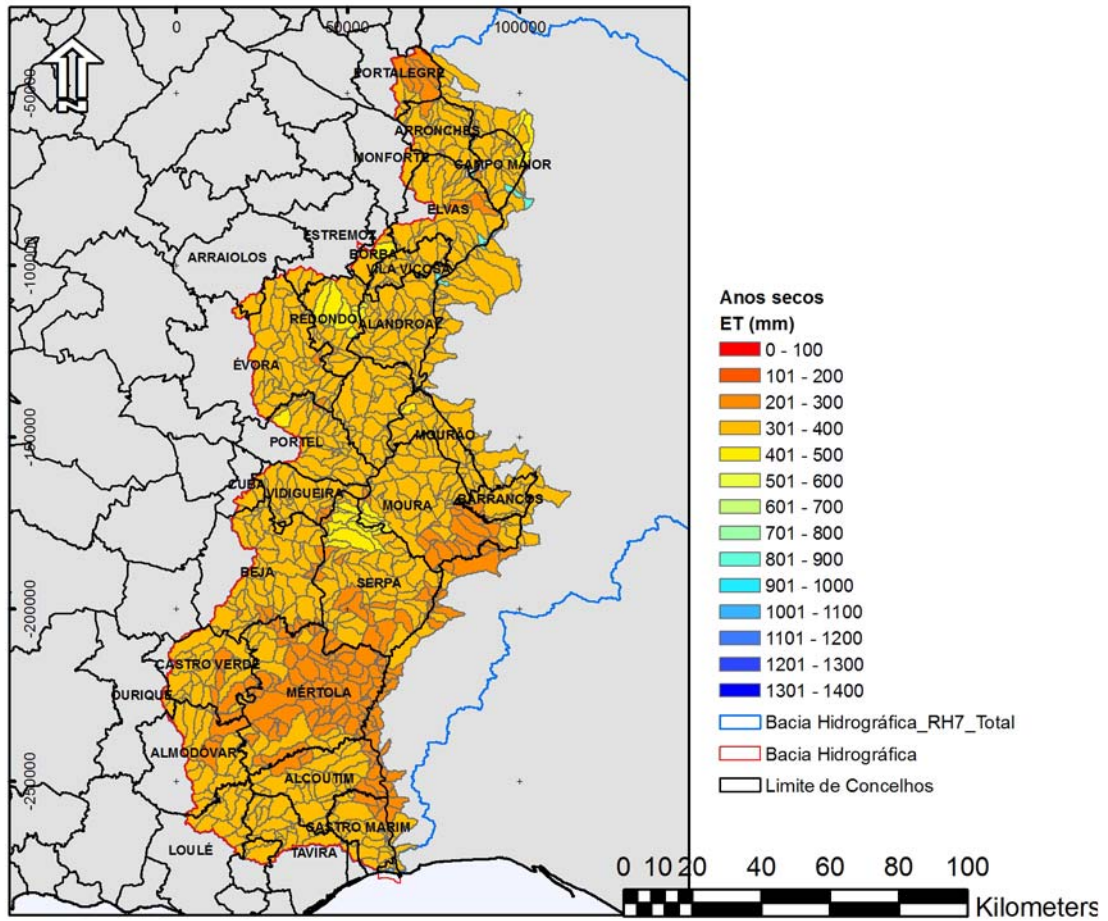 0 50000 100000
-50000
-100000
-150000
-200000
-250000
N
PORTALEGRE
ARRONCHES
MONFORTE
CAMPO MAIOR
ELVAS
ESTREMOZ
BORBA
ARRAIOLOS
VILA VIÇOSA
REDONDO
ALANDROAL
ÉVORA
MOURÃO
PORTEL
CUBA
VIDIGUEIRA
MOURA
BARRANCOS
BEJA
SERPA
CASTRO VERDE
OURIQUE
MÉRTOLA
ALMODÔVAR
ALCOUTIM
CASTRO MARIM
LOULÉ
TAVIRA
Anos secos
ET (mm)
0 - 100
101 - 200
201 - 300
301 - 400
401 - 500
501 - 600
601 - 700
701 - 800
801 - 900
901 - 1000
1001 - 1100
1101 - 1200
1201 - 1300
1301 - 1400
Bacia Hidrográfica_RH7_Total
Bacia Hidrográfica
Limite de Concelhos
0 10 20 40 60 80 100
Kilometers